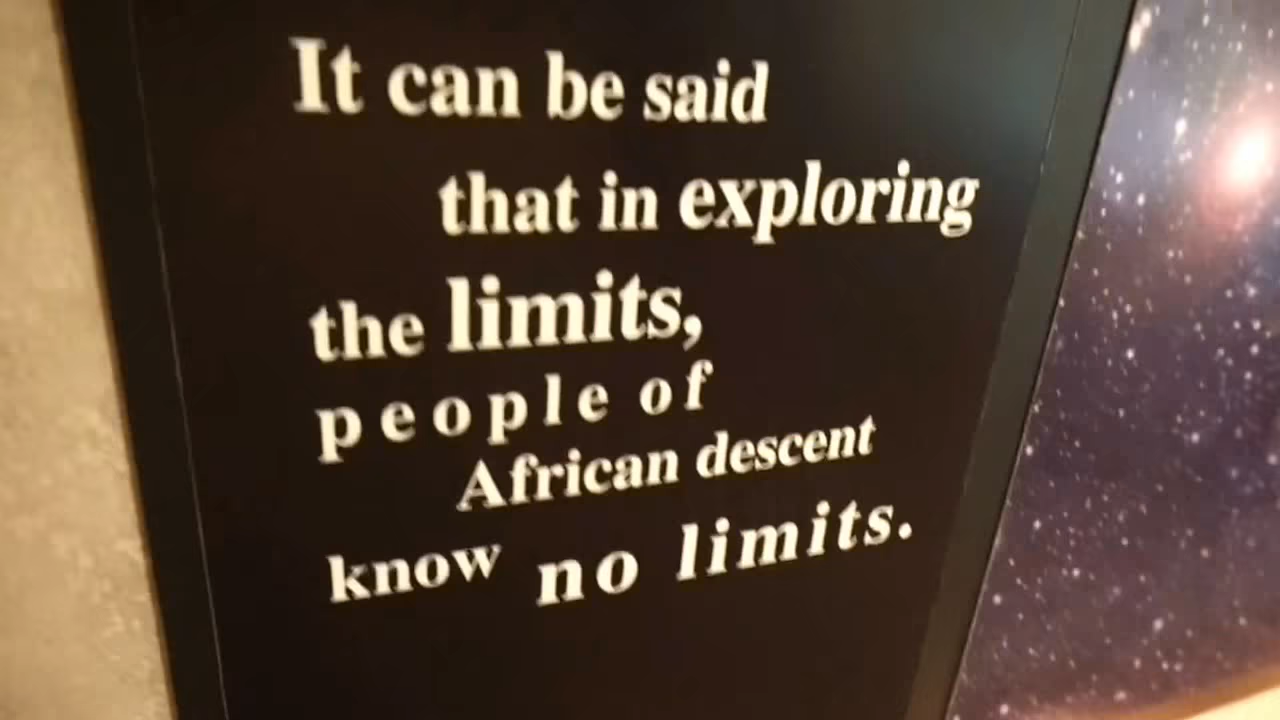 It can be said
that in exploring
the limits,
people of
African descent
know no limits.